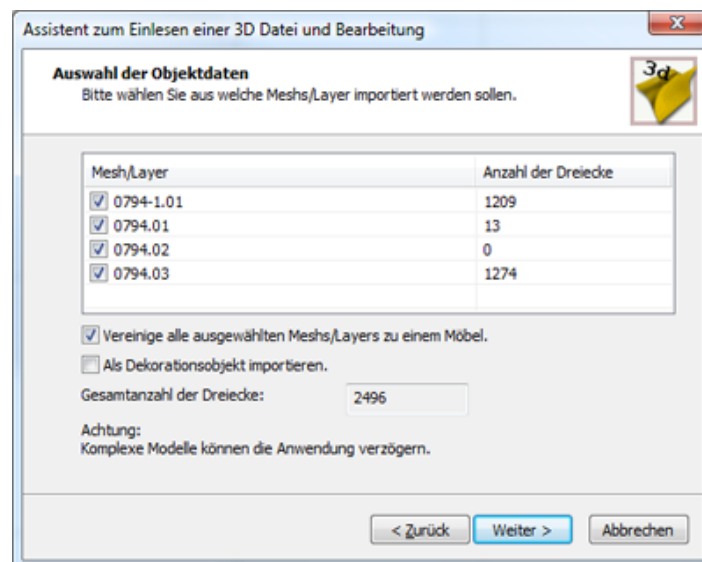 Assistent zum Einlesen einer 3D Datei und Bearbeitung
Auswahl der Objektdaten
Bitte wählen Sie aus welche Meshs/Layer importiert werden sollen.
3d
Mesh/Layer Anzahl der Dreiecke
0794-1.01 1209
0794.01 13
0794.02 0
0794.03 1274
Vereinige alle ausgewählten Meshs/Layers zu einem Möbel.
Als Dekorationsobjekt importieren.
Gesamtanzahl der Dreiecke: 2496
Achtung:
Komplexe Modelle können die Anwendung verzögern.
< Zurück Weiter > Abbrechen